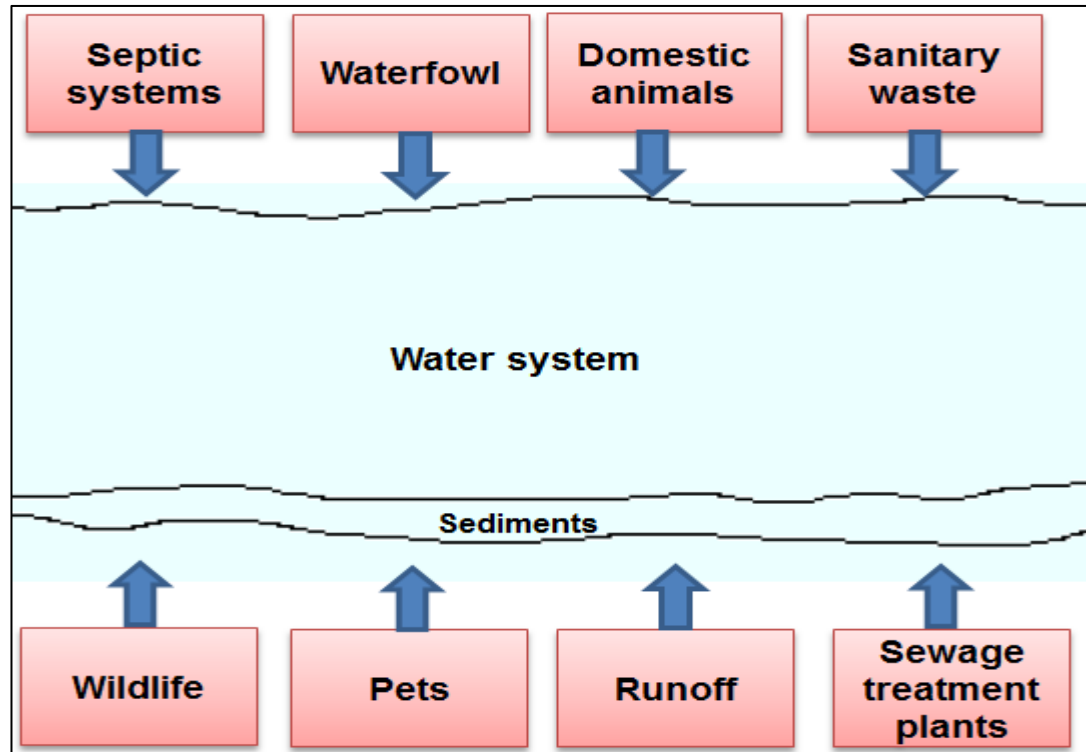 Septic
systems
Waterfowl
Domestic
animals
Sanitary
waste
Water system
Sediments
Wildlife
Pets
Runoff
Sewage
treatment
plants